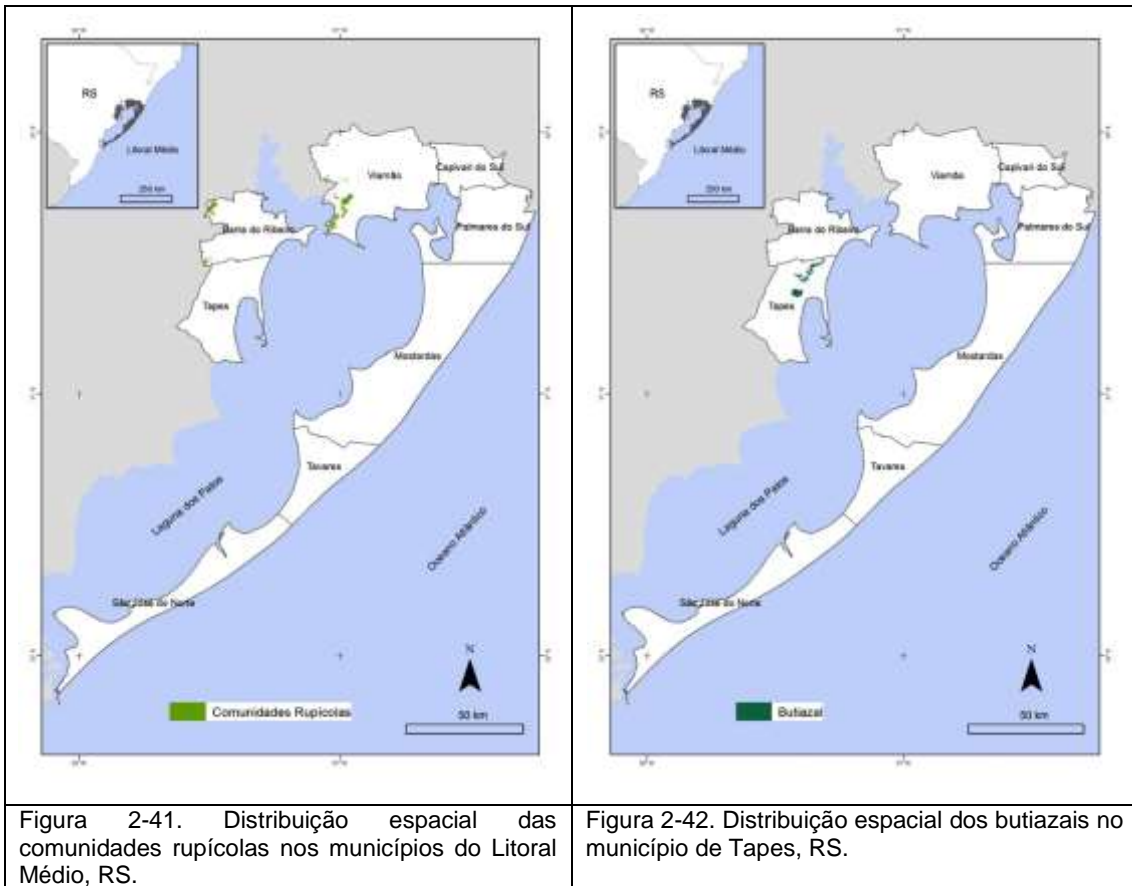 RS
Litoral Médio
200 km
Viamão
Capivari do Sul
Barra do Ribeiro
Palmares do Sul
Tapes
Mostardas
Tavares
Laguna dos Patos
Oceano Atlântico
São José do Norte
N
Comunidades Rupícolas
50 km
RS
Litoral Médio
200 km
Viamão
Capivari do Sul
Barra do Ribeiro
Palmares do Sul
Tapes
Mostardas
Tavares
Laguna dos Patos
Oceano Atlântico
São José do Norte
N
Butiazal
50 km
Figura 2-41. Distribuição espacial das
comunidades rupícolas nos municípios do Litoral
Médio, RS.
Figura 2-42. Distribuição espacial dos butiazais no
município de Tapes, RS.